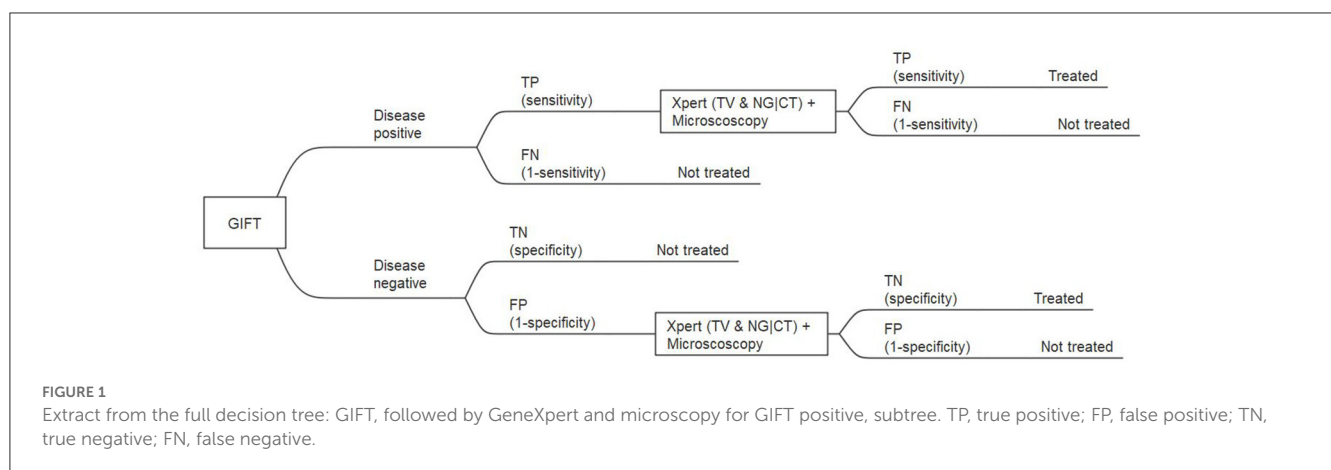 TP
(sensitivity)
Treated
TP
(sensitivity)
Xpert (TV & NG|CT) +
Microscoscopy
FN
(1-sensitivity)
Not treated
Disease
positive
FN
(1-sensitivity)
Not treated
GIFT
TN
(specificity)
Not treated
Disease
negative
TN
(specificity)
Treated
FP
(1-specificity)
Xpert (TV & NG|CT) +
Microscoscopy
FP
(1-specificity)
Not treated
FIGURE 1
Extract from the full decision tree: GIFT, followed by GeneXpert and microscopy for GIFT positive, subtree. TP, true positive; FP, false positive; TN,
true negative; FN, false negative.